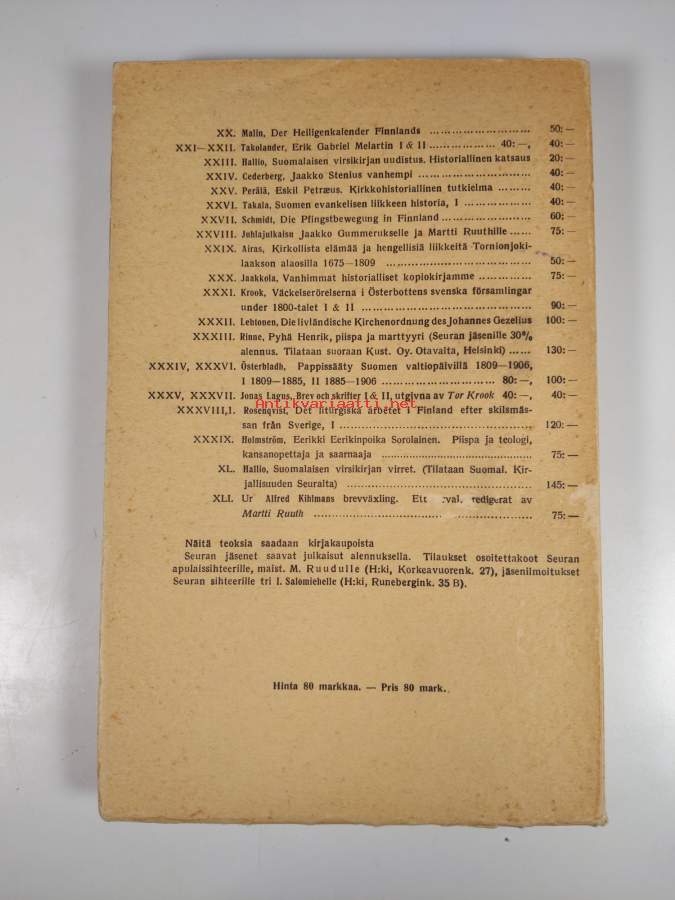 XX. Malin, Der Heiligenkalender Finnlands ........................... 50: —
XXI—XXII. Takolander, Erik Gabriel Melartin I & II .............. 40: —, 40: —
XXIII. Hallio, Suomalaisen virsikirjan uudistus. Historiallinen katsaus 20: —
XXIV. Cederberg, Jaakko Stenius vanhempi ........................... 40: —
XXV. Perälä, Eskil Petræus. Kirkkohistoriallinen tutkielma ......... 40: —
XXVI. Takala, Suomen evankelisen liikkeen historia, I ............... 40: —
XXVII. Schmidt, Die Pfingstbewegung in Finnland ..................... 60: —
XXVIII. Juhlajulkaisu Jaakko Gummerukselle ja Martti Ruuthille ...... 75: —
XXIX. Airas, Kirkollista elämää ja hengellisiä liikkeitä Tornionjoki-
laakson alaosilla 1675—1809 ................................. 50: —
XXX. Jaakkola, Vanhimmat historialliset kopiokirjamme ............... 75: —
XXXI. Krook, Väckelserörelserna i Österbottens svenska församlingar
under 1800-talet I & II ....................................... 90: —
XXXII. Lehtonen, Die livländische Kirchenordnung des Johannes Gezelius 100: —
XXXIII. Rinne, Pyhä Henrik, piispa ja marttyyri (Seuran jäsenille 30%
alennus. Tilataan suoraan Kust. Oy. Otavalta, Helsinki) ...... 130: —
XXXIV, XXXVI. Österbladh, Pappissääty Suomen valtiopäivillä 1809—1906,
I 1809—1885, II 1885—1906 ........................ 80: —, 100: —
XXXV, XXXVII. Jonas Lagus, Brev och skrifter I & II, utgivna av Tor Krook 40: —, 40: —
Antikvariaatti.net
XXXVIII,1. Rosenqvist, Det liturgiska arbetet i Finland efter skilsmäs-
san från Sverige, I ........................................ 120: —
XXXIX. Holmström, Eerikki Eerikinpoika Sorolainen. Piispa ja teologi,
kansanopettaja ja saarnaaja .................................... 75: —
XL. Hallio, Suomalaisen virsikirjan virret. (Tilataan Suomal. Kir-
jallisuuden Seuralta) ........................................ 145: —
XLI. Ur Alfred Kihlmans brevväxling. Ett redigerat av
Martti Ruuth ................................................ 75: —
Näitä teoksia saadaan kirjakaupoista
Seuran jäsenet saavat julkaisut alennuksella. Tilaukset osoitettakoot Seuran
apulaissihteerille, maist. M. Ruudulle (H:ki, Korkeavuorenk. 27), jäsenilmoitukset
Seuran sihteerille tri I. Salomiehelle (H:ki, Runebergink. 35 B).
Hinta 80 markkaa. — Pris 80 mark.